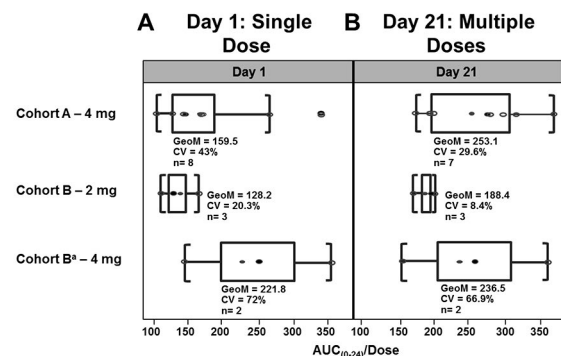 A Day 1: Single Dose
B Day 21: Multiple Doses
Day 1
Day 21
Cohort A – 4 mg
GeoM = 159.5
CV = 43%
n= 8
GeoM = 253.1
CV = 29.6%
n= 7
Cohort B – 2 mg
GeoM = 128.2
CV = 20.3%
n= 3
GeoM = 188.4
CV = 8.4%
n= 3
Cohort Bᵃ – 4 mg
GeoM = 221.8
CV = 72%
n= 2
GeoM = 236.5
CV = 66.9%
n= 2
100 150 200 250 300 350 100 150 200 250 300 350
AUC(0-24)/Dose